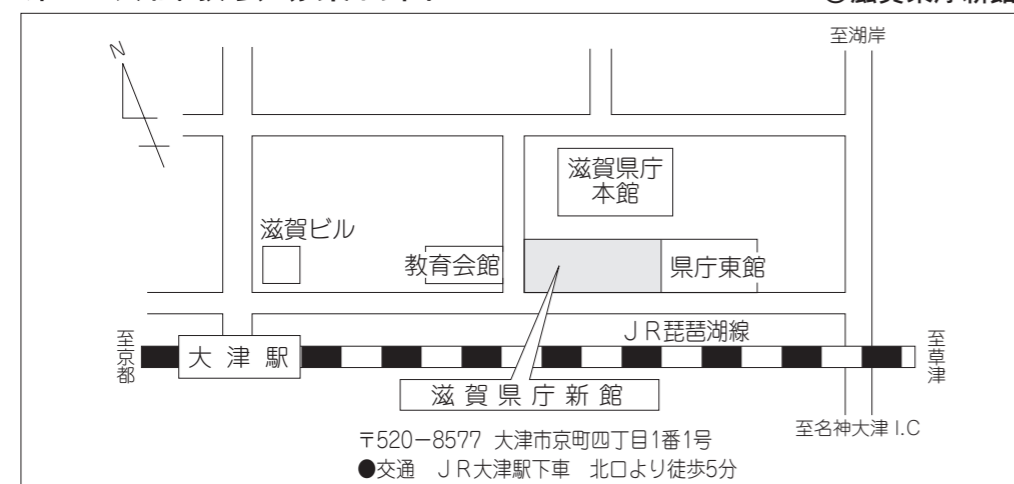 至湖岸
N
滋賀県庁
本館
滋賀ビル
教育会館
県庁東館
JR琵琶湖線
至京都
大津駅
至草津
滋賀県庁新館
至名神大津I.C
〒520－8577 大津市京町四丁目1番1号
●交通 JR大津駅下車 北口より徒歩5分